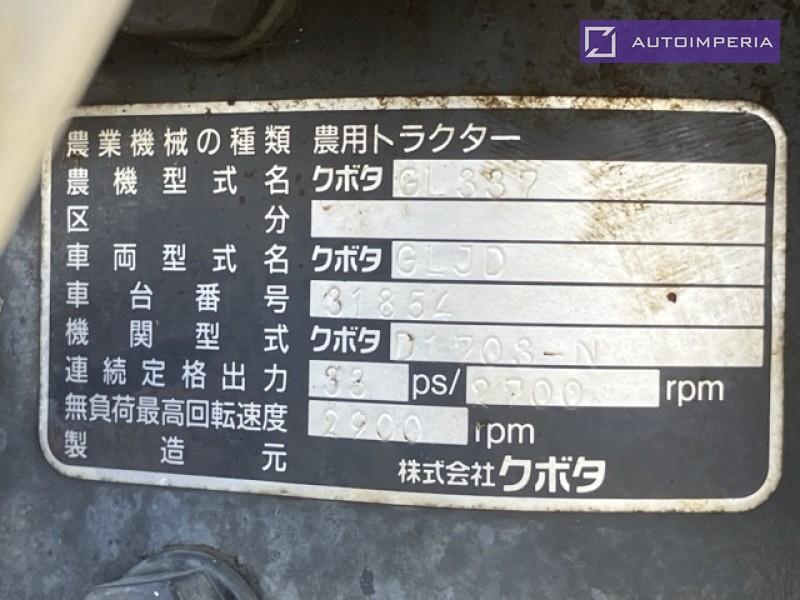 AUTOIMPERIA
農業機械の種類 農用トラクター
農機型式名 クボタ GL337
区分
車両型式名 クボタ GLJD
車台番号 31854
機関型式 クボタ D1703-N
連続定格出力 33 ps/ 2700 rpm
無負荷最高回転速度 2900 rpm
製造元 株式会社クボタ